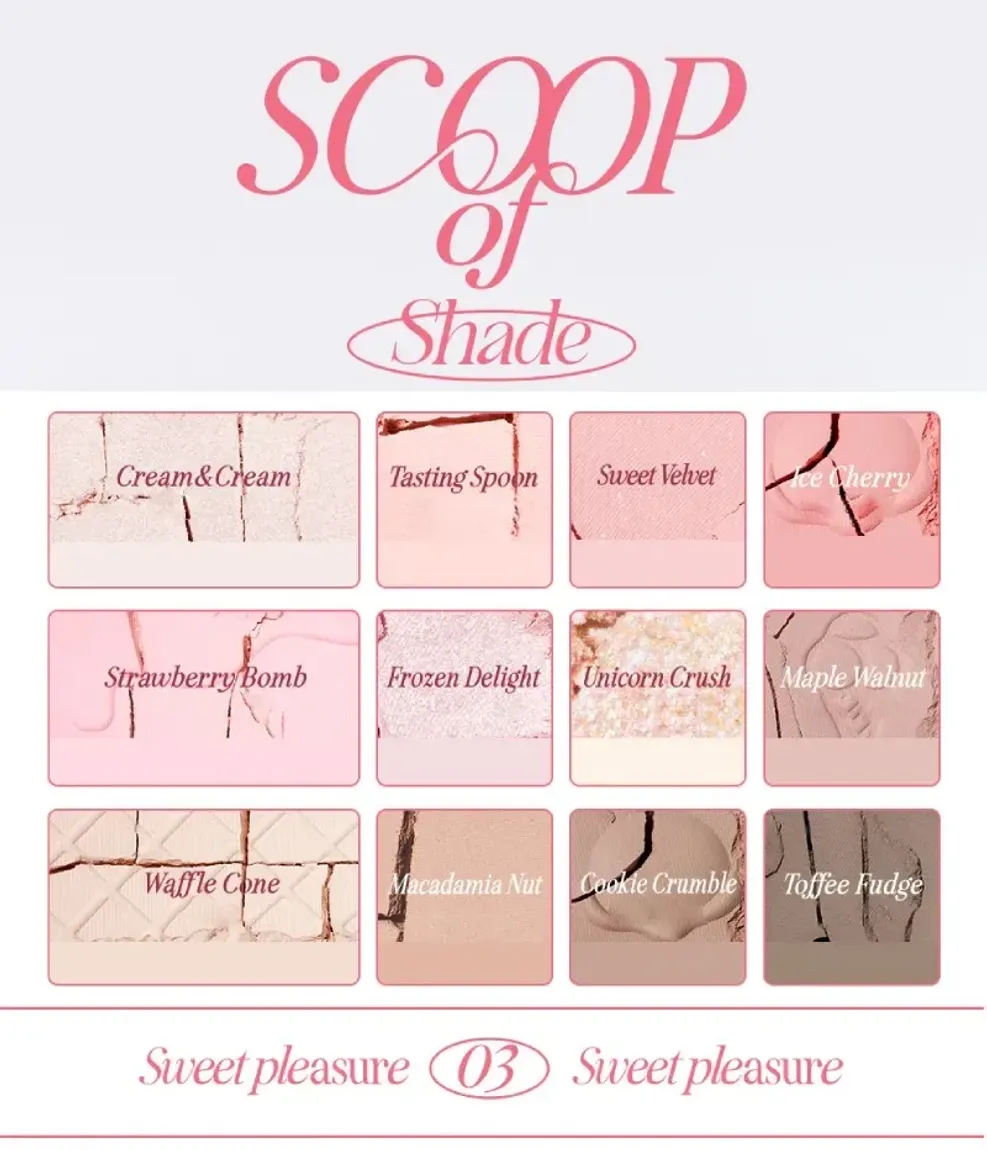 SCOOP
of
Shade
Cream&Cream
Tasting Spoon
Sweet Velvet
Ice Cherry
Strawberry Bomb
Frozen Delight
Unicorn Crush
Maple Walnut
Waffle Cone
Macadamia Nut
Cookie Crumble
Toffee Fudge
Sweet pleasure 03 Sweet pleasure